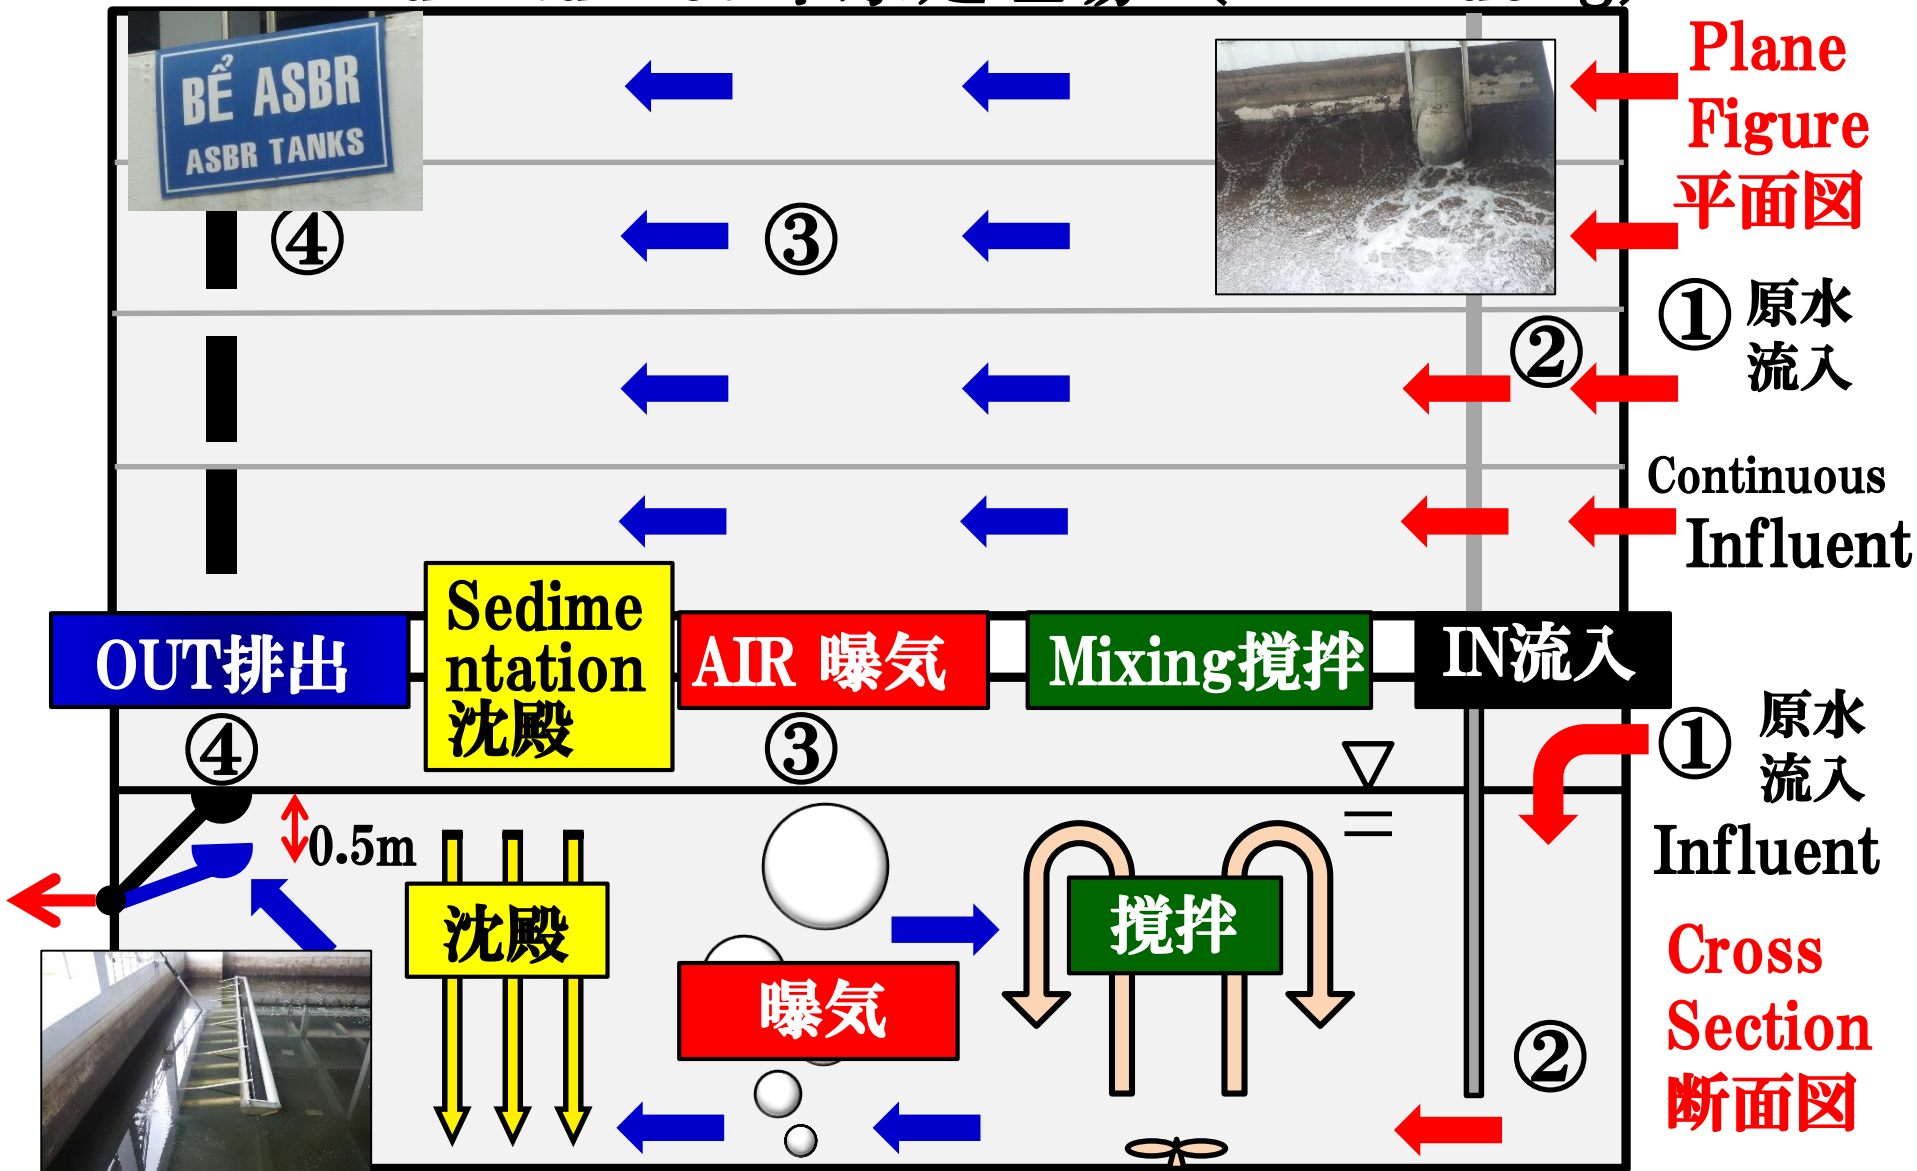 BỂ ASBR
ASBR TANKS
Plane
Figure
平面図
④
③
②
① 原水
流入
Continuous
Influent
OUT排出
Sedime
ntation
沈殿
AIR 曝気
Mixing攪拌
IN流入
④
③
① 原水
流入
Influent
0.5m
沈殿
曝気
攪拌
②
Cross
Section
断面図